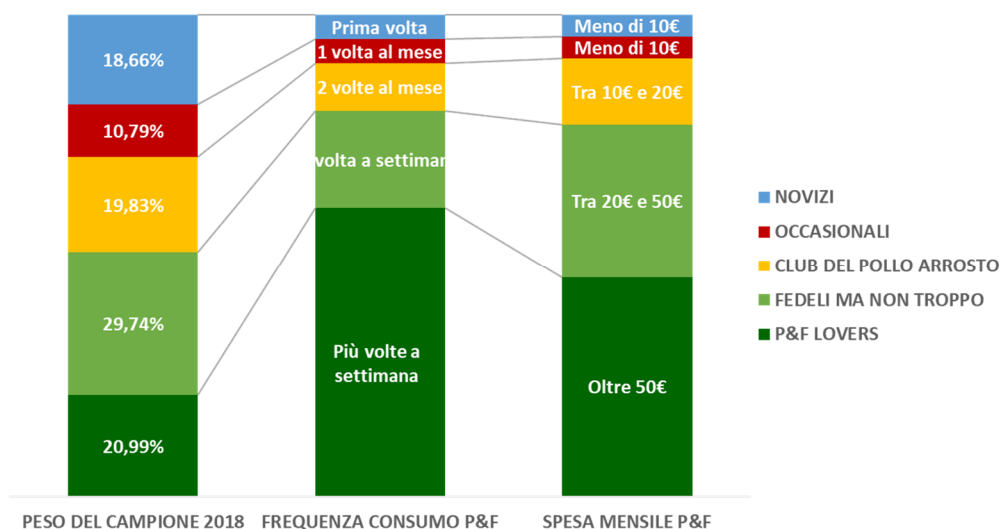 18,66%
10,79%
19,83%
29,74%
20,99%
Prima volta
1 volta al mese
2 volte al mese
volta a settimar
Più volte a
settimana
Meno di 10€
Meno di 10€
Tra 10€ e 20€
Tra 20€ e 50€
Oltre 50€
NOVIZI
OCCASIONALI
CLUB DEL POLLO ARROSTO
FEDELI MA NON TROPPO
P&F LOVERS
PESO DEL CAMPIONE 2018
FREQUENZA CONSUMO P&F
SPESA MENSILE P&F